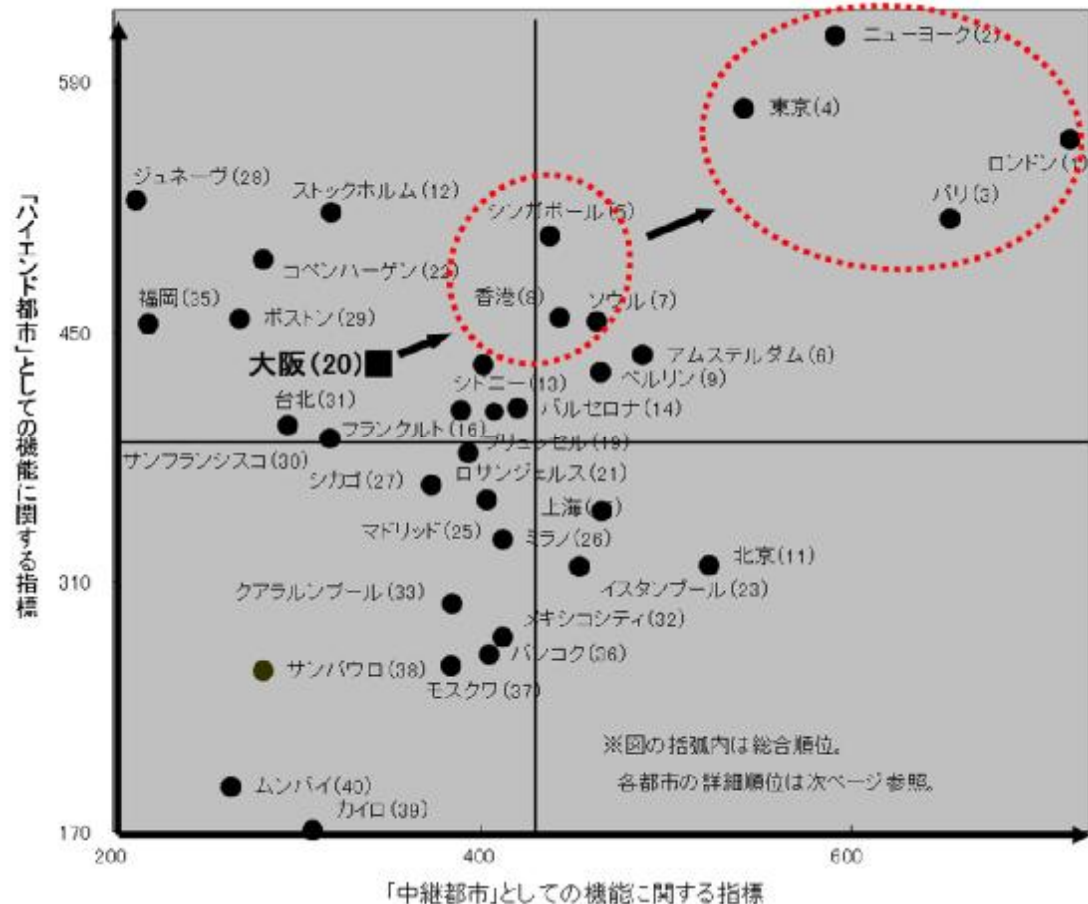 ニューヨーク(2)
590
東京(4)
ロンドン(1)
ジュネーヴ(28)
ストックホルム(12)
パリ(3)
シンガポール(5)
コペンハーゲン(22)
福岡(35)
ボストン(29)
香港(8)
ソウル(7)
450
大阪(20)
アムステルダム(6)
シドニー(13)
ベルリン(9)
台北(31)
バルセロナ(14)
フランクルト(16)
ブリュッセル(19)
サンフランシスコ(30)
シカゴ(27)
ロサンジェルス(21)
上海
マドリッド(25)
ミラノ(26)
北京(11)
310
イスタンブール(23)
クアラルンプール(33)
メキシコシティ(32)
バンコク(36)
サンパウロ(38)
モスクワ(37)
※図の括弧内は総合順位。
各都市の詳細順位は次ページ参照。
ムンバイ(40)
カイロ(39)
170
200
400
600
「ハイエンド都市」としての機能に関する指標
「中継都市」としての機能に関する指標